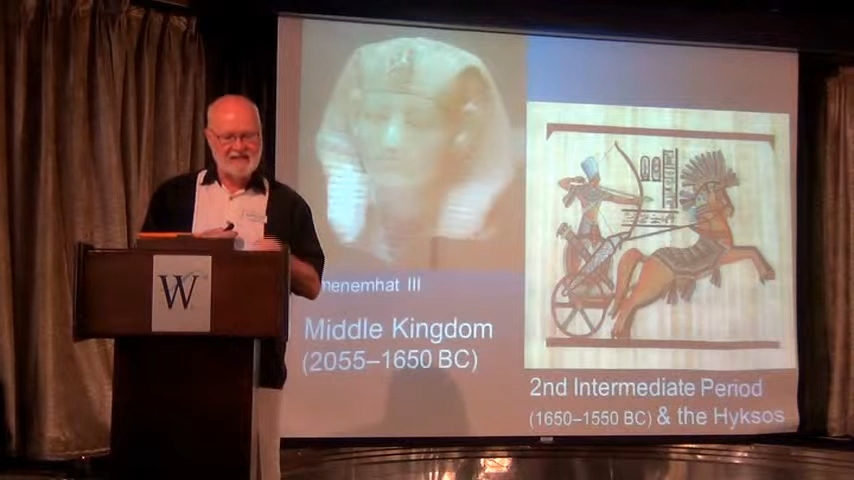 W
menemhat III
Middle Kingdom
(2055–1650 BC)
2nd Intermediate Period
(1650–1550 BC) & the Hyksos